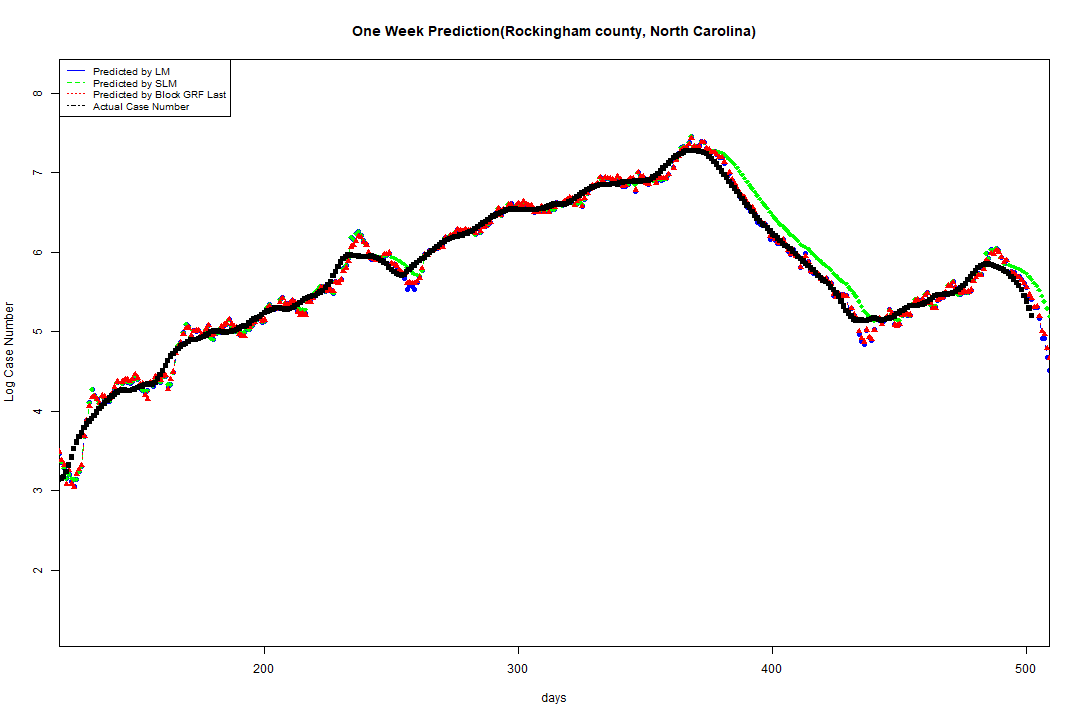 One Week Prediction(Rockingham county, North Carolina)
Predicted by LM
Predicted by SLM
Predicted by Block GRF Last
Actual Case Number
Log Case Number
8
7
6
5
4
3
2
200
300
400
500
days